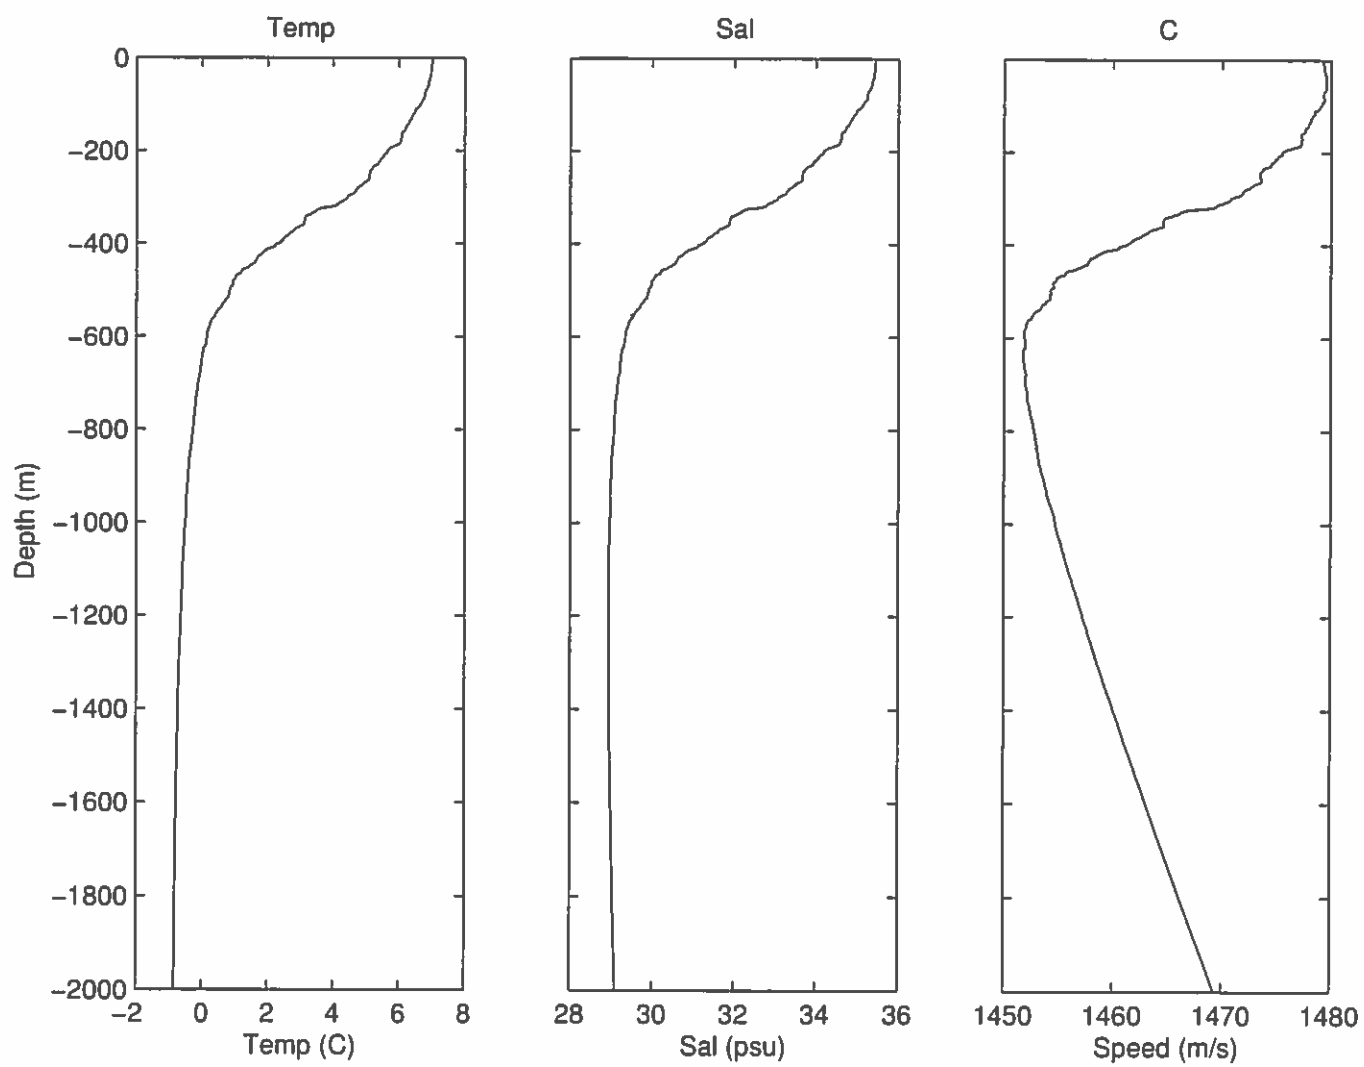 Temp
Sal
C
0
−200
−400
−600
−800
−1000
−1200
−1400
−1600
−1800
−2000
Depth (m)
−2 0 2 4 6 8
Temp (C)
28 30 32 34 36
Sal (psu)
1450 1460 1470 1480
Speed (m/s)